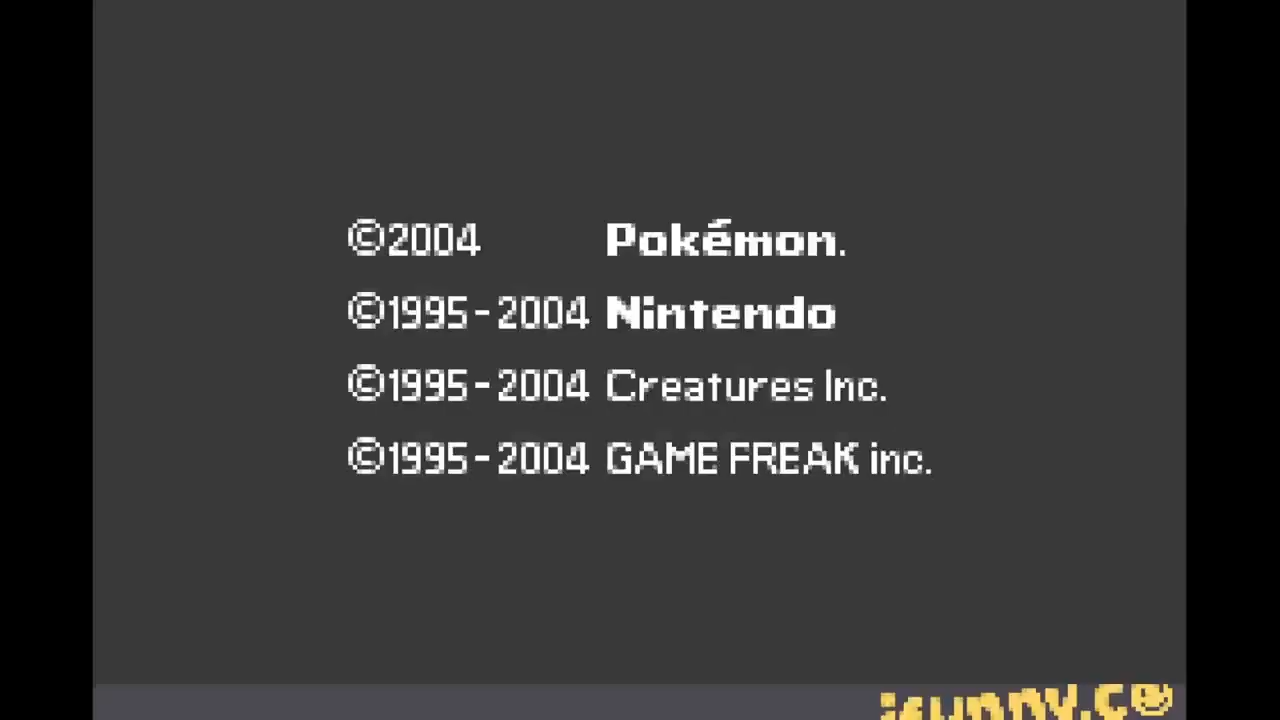 ©2004 Pokémon.
©1995-2004 Nintendo
©1995-2004 Creatures Inc.
©1995-2004 GAME FREAK inc.
ifunny.co